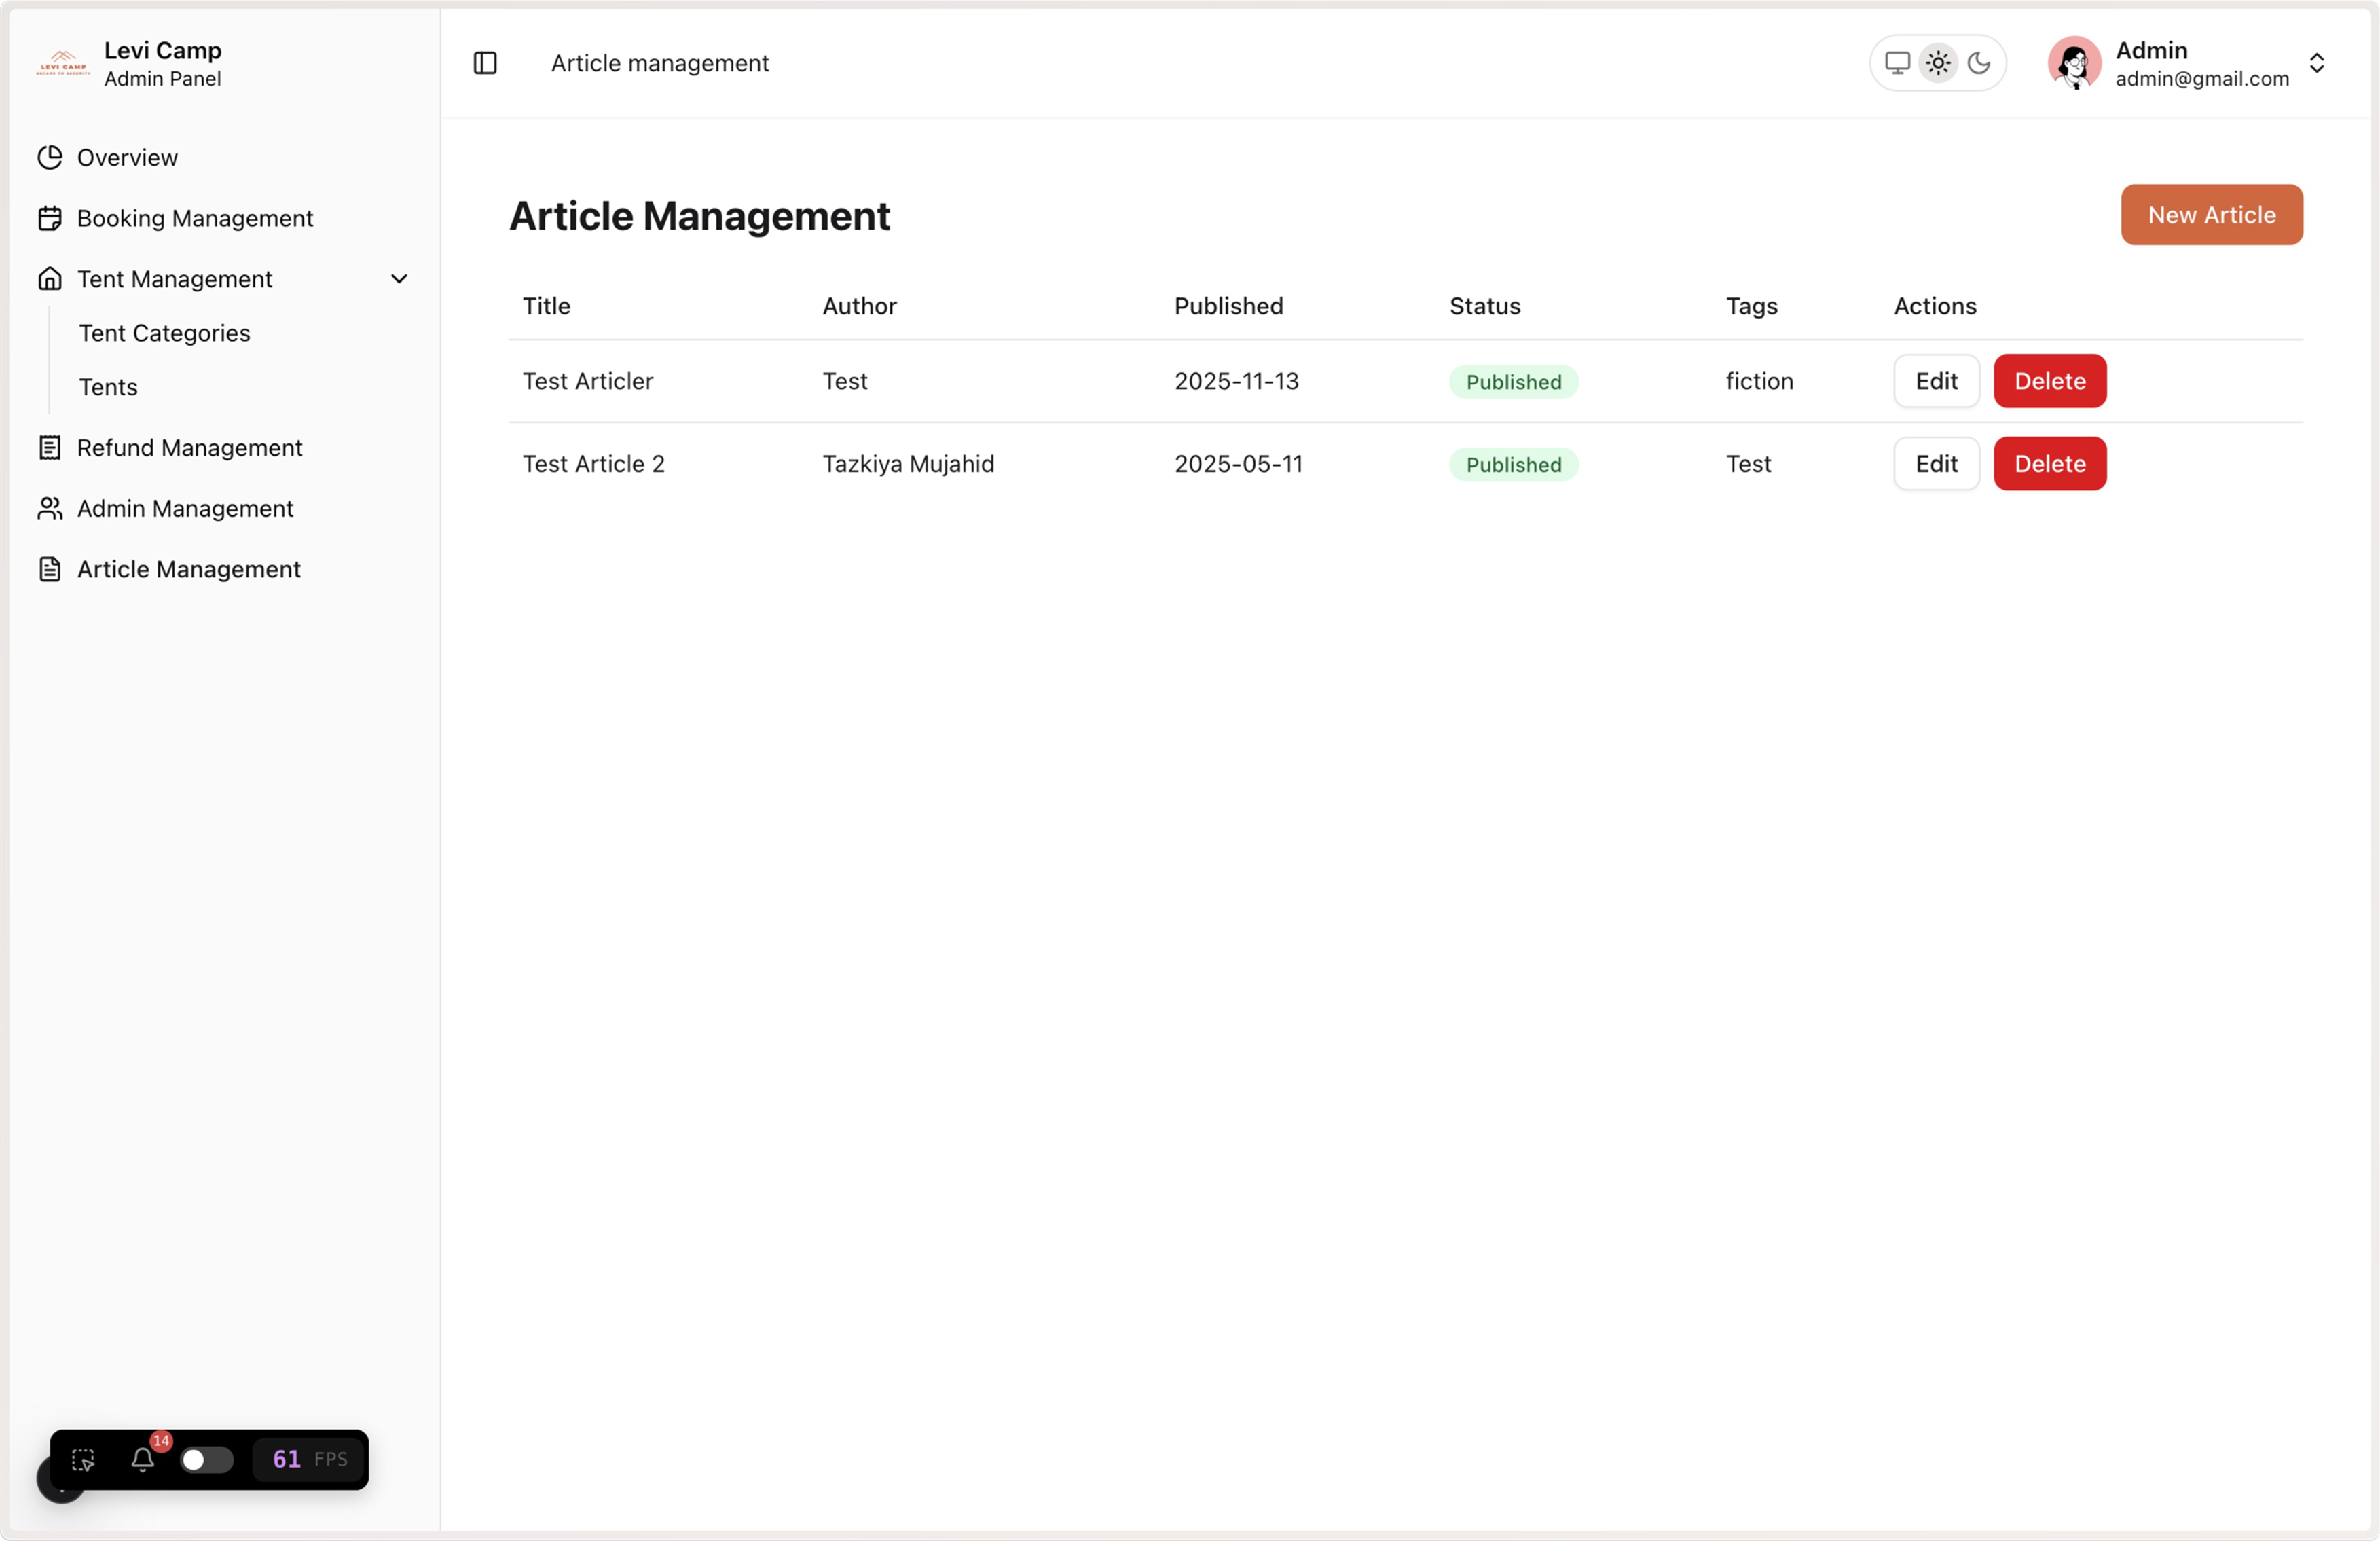 LEVI CAMP
ESCAPE TO SERENITY
Levi Camp
Admin Panel
Overview
Booking Management
Tent Management
Tent Categories
Tents
Refund Management
Admin Management
Article Management
14
61 FPS
Article management
Admin
admin@gmail.com
Article Management
New Article
Title Author Published Status Tags Actions
Test Articler Test 2025-11-13 Published fiction Edit Delete
Test Article 2 Tazkiya Mujahid 2025-05-11 Published Test Edit Delete